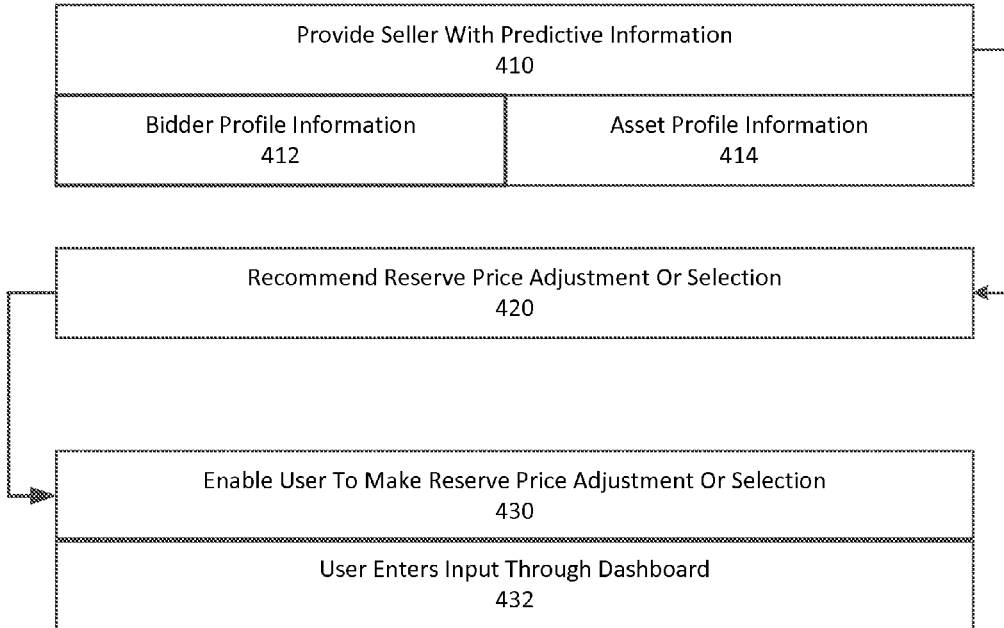 Provide Seller With Predictive Information
410
Bidder Profile Information
412
Asset Profile Information
414
Recommend Reserve Price Adjustment Or Selection
420
Enable User To Make Reserve Price Adjustment Or Selection
430
User Enters Input Through Dashboard
432